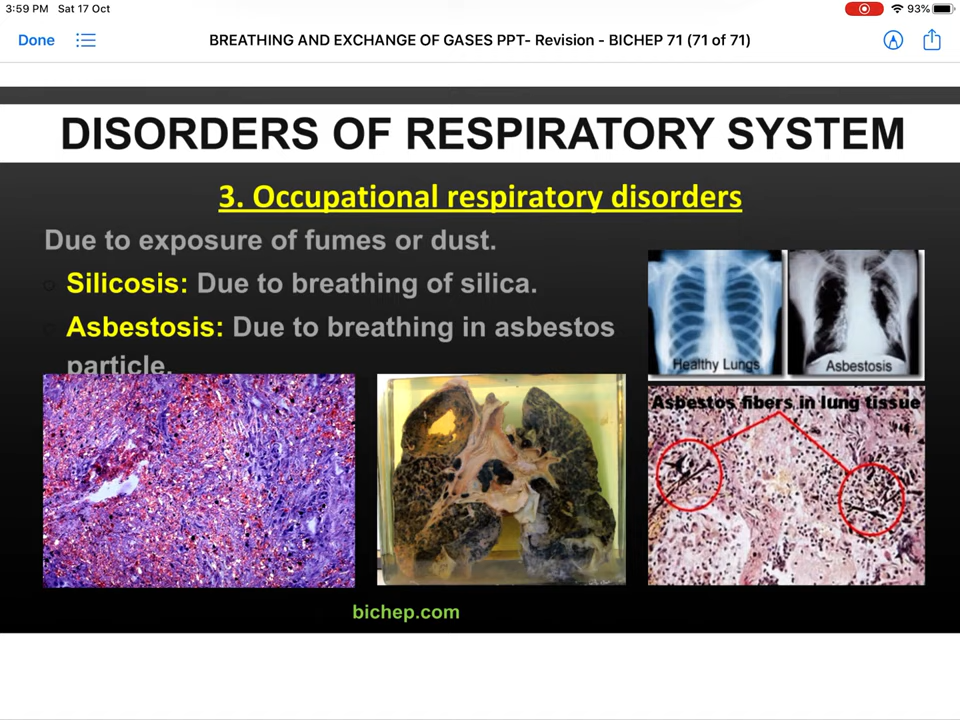 3:59 PM Sat 17 Oct
93%
Done
BREATHING AND EXCHANGE OF GASES PPT- Revision - BICHEP 71 (71 of 71)
DISORDERS OF RESPIRATORY SYSTEM
3. Occupational respiratory disorders
Due to exposure of fumes or dust.
Silicosis: Due to breathing of silica.
Asbestosis: Due to breathing in asbestos
particle.
Healthy Lungs
Asbestosis
Asbestos fibers in lung tissue
bichep.com